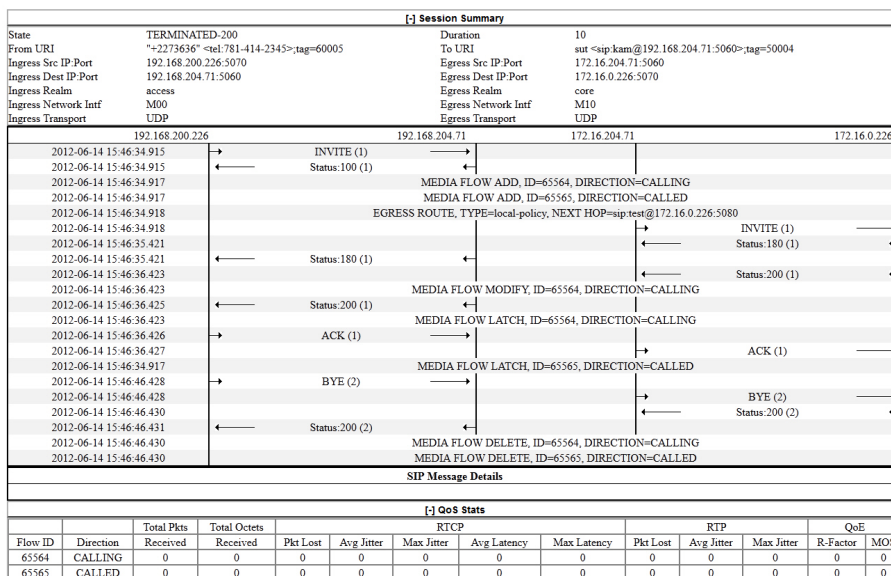 [-] Session Summary
State TERMINATED-200 Duration 10
From URI "+2273636" <tel:781-414-2345>;tag=60005 To URI sut <sip:kam@192.168.204.71:5060>;tag=50004
Ingress Src IP:Port 192.168.200.226:5070 Egress Src IP:Port 172.16.204.71:5060
Ingress Dest IP:Port 192.168.204.71:5060 Egress Dest IP:Port 172.16.0.226:5070
Ingress Realm access Egress Realm core
Ingress Network Intf M00 Egress Network Intf M10
Ingress Transport UDP Egress Transport UDP
192.168.200.226 192.168.204.71 172.16.204.71 172.16.0.226
2012-06-14 15:46:34.915 INVITE (1)
2012-06-14 15:46:34.915 Status:100 (1)
2012-06-14 15:46:34.917 MEDIA FLOW ADD, ID=65564, DIRECTION=CALLING
2012-06-14 15:46:34.917 MEDIA FLOW ADD, ID=65565, DIRECTION=CALLED
2012-06-14 15:46:34.918 EGRESS ROUTE, TYPE=local-policy, NEXT HOP=sip:test@172.16.0.226:5080
2012-06-14 15:46:34.918 INVITE (1)
2012-06-14 15:46:35.421 Status:180 (1)
2012-06-14 15:46:35.421 Status:180 (1)
2012-06-14 15:46:36.423 Status:200 (1)
2012-06-14 15:46:36.423 MEDIA FLOW MODIFY, ID=65564, DIRECTION=CALLING
2012-06-14 15:46:36.425 Status:200 (1)
2012-06-14 15:46:36.423 MEDIA FLOW LATCH, ID=65564, DIRECTION=CALLING
2012-06-14 15:46:36.426 ACK (1)
2012-06-14 15:46:36.427 ACK (1)
2012-06-14 15:46:34.917 MEDIA FLOW LATCH, ID=65565, DIRECTION=CALLED
2012-06-14 15:46:46.428 BYE (2)
2012-06-14 15:46:46.428 BYE (2)
2012-06-14 15:46:46.430 Status:200 (2)
2012-06-14 15:46:46.431 Status:200 (2)
2012-06-14 15:46:46.430 MEDIA FLOW DELETE, ID=65564, DIRECTION=CALLING
2012-06-14 15:46:46.430 MEDIA FLOW DELETE, ID=65565, DIRECTION=CALLED
SIP Message Details
[-] QoS Stats
Total Pkts Total Octets RTCP RTP QoE
Flow ID Direction Received Received Pkt Lost Avg Jitter Max Jitter Avg Latency Max Latency Pkt Lost Avg Jitter Max Jitter R-Factor MOS
65564 CALLING 0 0 0 0 0 0 0 0 0 0 0 0
65565 CALLED 0 0 0 0 0 0 0 0 0 0 0 0